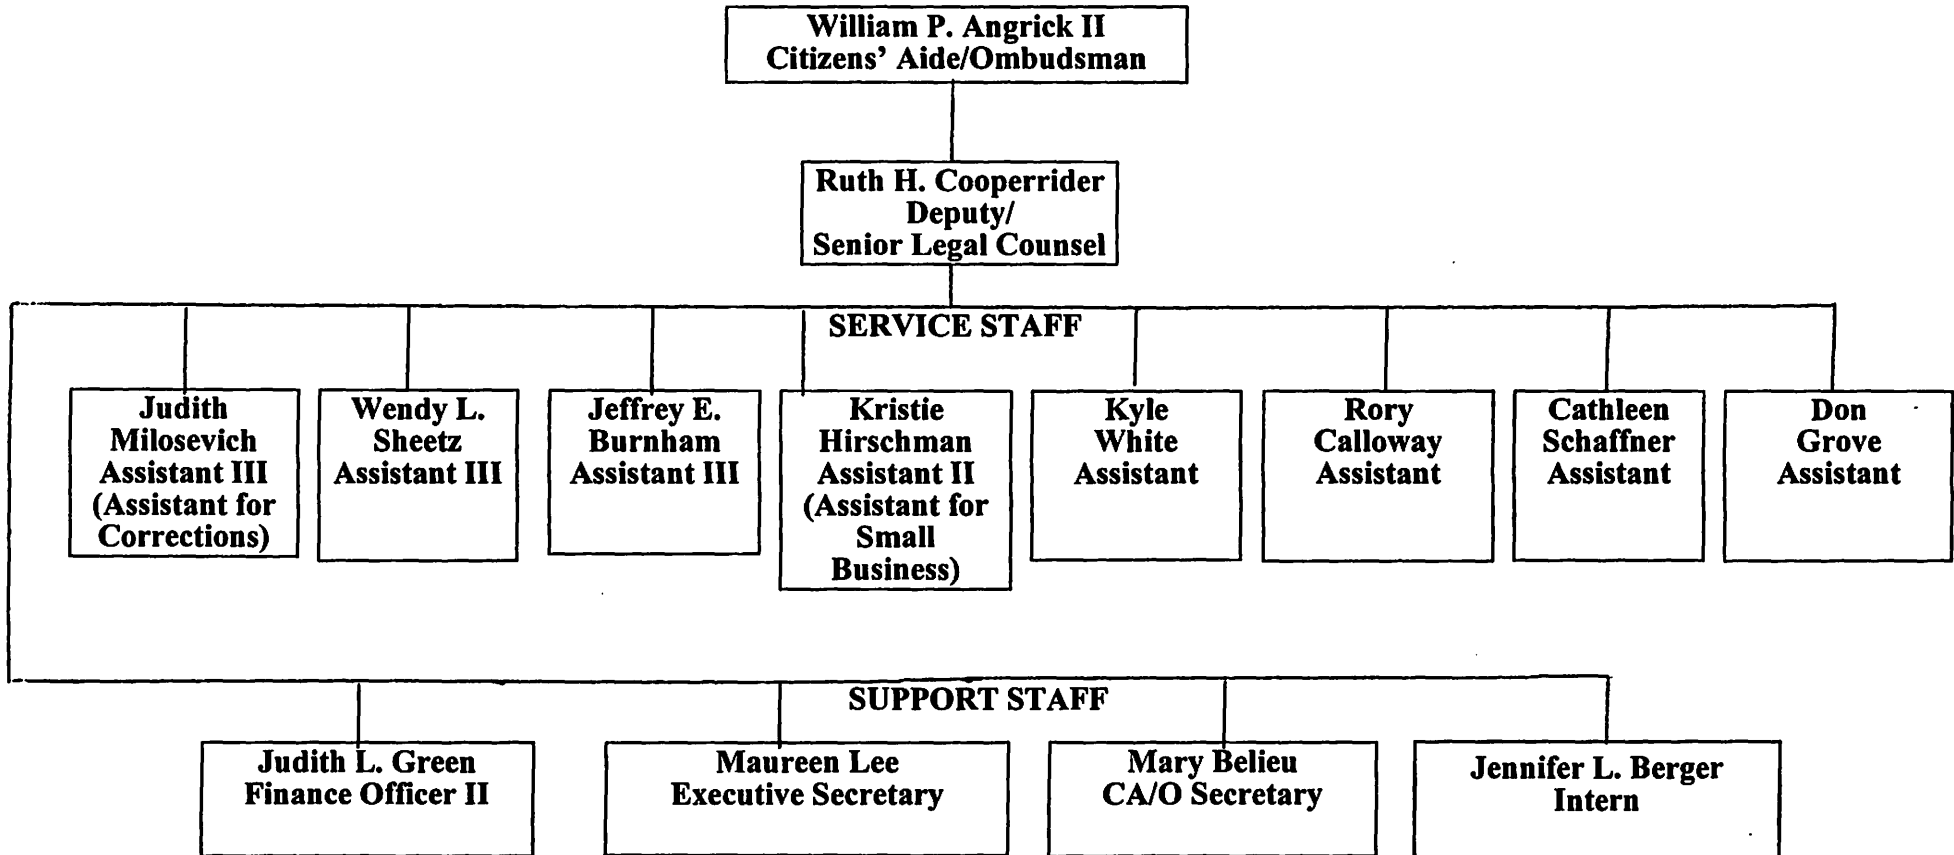 William P. Angrick II
Citizens' Aide/Ombudsman
Ruth H. Cooperrider
Deputy/
Senior Legal Counsel
SERVICE STAFF
Judith
Milosevich
Assistant III
(Assistant for
Corrections)
Wendy L.
Sheetz
Assistant III
Jeffrey E.
Burnham
Assistant III
Kristie
Hirschman
Assistant II
(Assistant for
Small
Business)
Kyle
White
Assistant
Rory
Calloway
Assistant
Cathleen
Schaffner
Assistant
Don
Grove
Assistant
SUPPORT STAFF
Judith L. Green
Finance Officer II
Maureen Lee
Executive Secretary
Mary Belieu
CA/O Secretary
Jennifer L. Berger
Intern